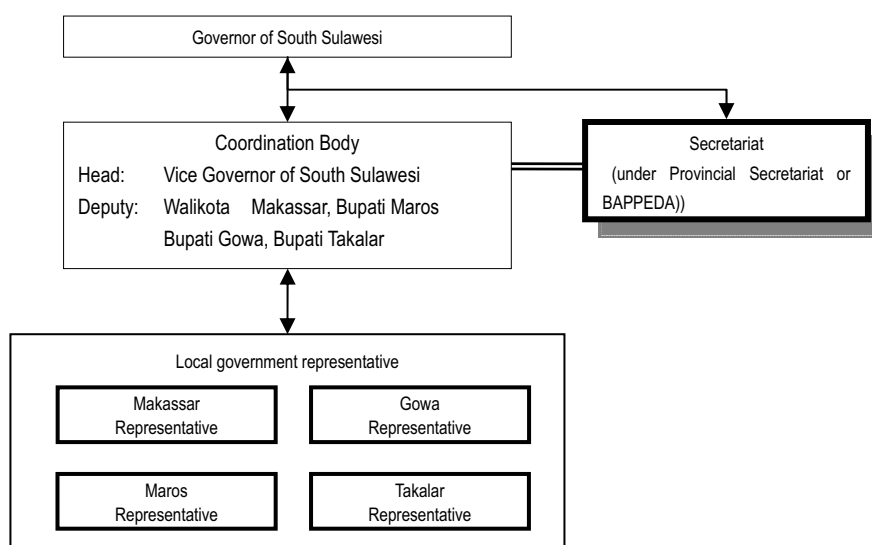 Governor of South Sulawesi
Coordination Body
Head: Vice Governor of South Sulawesi
Deputy: Walikota Makassar, Bupati Maros
Bupati Gowa, Bupati Takalar
Secretariat
(under Provincial Secretariat or
BAPPEDA))
Local government representative
Makassar
Representative
Gowa
Representative
Maros
Representative
Takalar
Representative